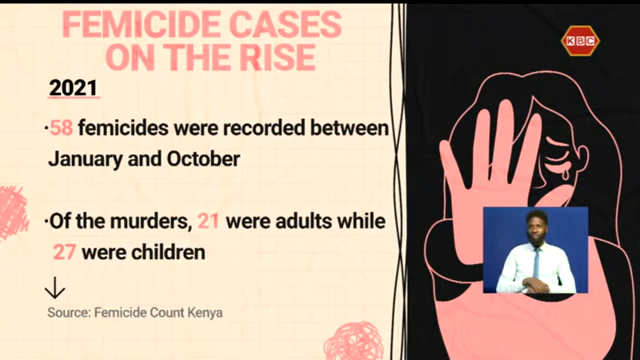 FEMICIDE CASES
ON THE RISE
KBC
2021
·58 femicides were recorded between
January and October
·Of the murders, 21 were adults while
27 were children
Source: Femicide Count Kenya